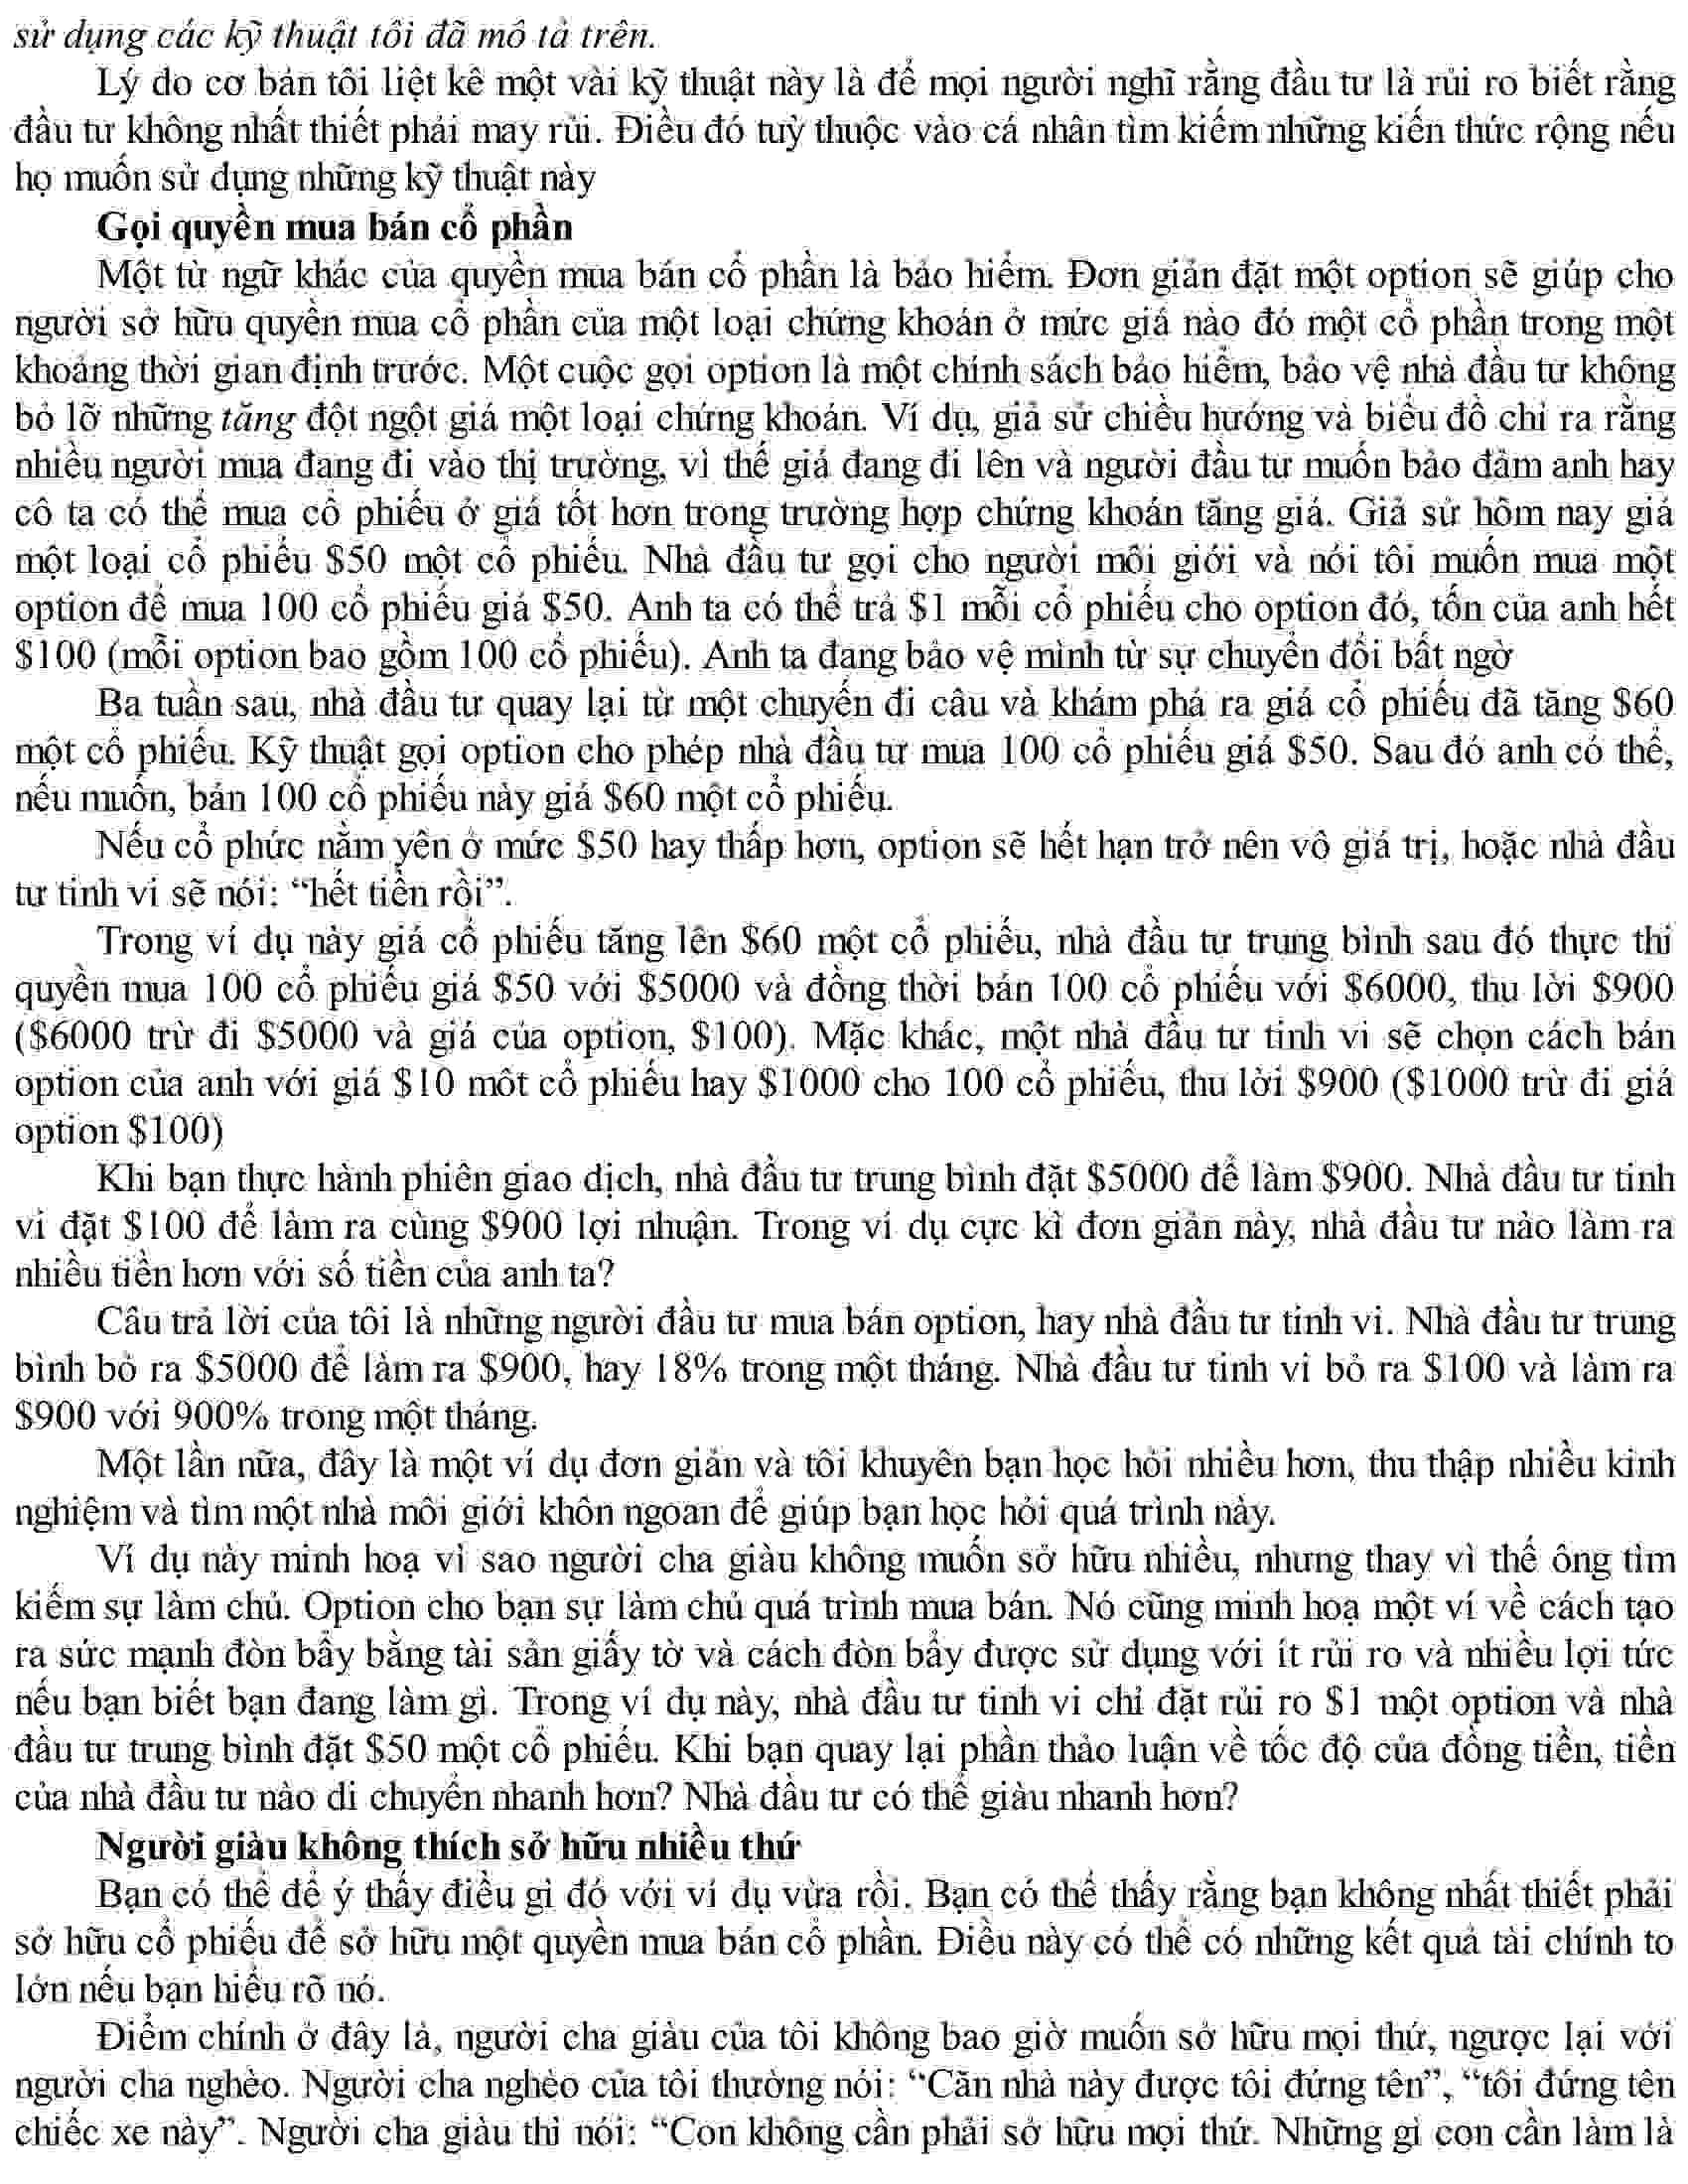 sử dụng các kỹ thuật tôi đã mô tả trên.
Lý do cơ bản tôi liệt kê một vài kỹ thuật này là để mọi người nghĩ rằng đầu tư là rủi ro biết rằng
đầu tư không nhất thiết phải may rủi. Điều đó tuỳ thuộc vào cá nhân tìm kiếm những kiến thức rộng nếu
họ muốn sử dụng những kỹ thuật này
Gọi quyền mua bán cổ phần
Một từ ngữ khác của quyền mua bán cổ phần là bảo hiểm. Đơn giản đặt một option sẽ giúp cho
người sở hữu quyền mua cổ phần của một loại chứng khoán ở mức giá nào đó một cổ phần trong một
khoảng thời gian định trước. Một cuộc gọi option là một chính sách bảo hiểm, bảo vệ nhà đầu tư không
bỏ lỡ những tăng đột ngột giá một loại chứng khoán. Ví dụ, giả sử chiều hướng và biểu đồ chỉ ra rằng
nhiều người mua đang đi vào thị trường, vì thế giá đang đi lên và người đầu tư muốn bảo đảm anh hay
cô ta có thể mua cổ phiếu ở giá tốt hơn trong trường hợp chứng khoán tăng giá. Giả sử hôm nay giá
một loại cổ phiếu $50 một cổ phiếu. Nhà đầu tư gọi cho người môi giới và nói tôi muốn mua một
option để mua 100 cổ phiếu giá $50. Anh ta có thể trả $1 mỗi cổ phiếu cho option đó, tốn của anh hết
$100 (mỗi option bao gồm 100 cổ phiếu). Anh ta đang bảo vệ mình từ sự chuyển đổi bất ngờ
Ba tuần sau, nhà đầu tư quay lại từ một chuyến đi câu và khám phá ra giá cổ phiếu đã tăng $60
một cổ phiếu. Kỹ thuật gọi option cho phép nhà đầu tư mua 100 cổ phiếu giá $50. Sau đó anh có thể,
nếu muốn, bán 100 cổ phiếu này giá $60 một cổ phiếu.
Nếu cổ phức nằm yên ở mức $50 hay thấp hơn, option sẽ hết hạn trở nên vô giá trị, hoặc nhà đầu
tư tinh vi sẽ nói: “hết tiền rồi”.
Trong ví dụ này giá cổ phiếu tăng lên $60 một cổ phiếu, nhà đầu tư trung bình sau đó thực thi
quyền mua 100 cổ phiếu giá $50 với $5000 và đồng thời bán 100 cổ phiếu với $6000, thu lời $900
($6000 trừ đi $5000 và giá của option, $100). Mặc khác, một nhà đầu tư tinh vi sẽ chọn cách bán
option của anh với giá $10 môt cổ phiếu hay $1000 cho 100 cổ phiếu, thu lời $900 ($1000 trừ đi giá
option $100)
Khi bạn thực hành phiên giao dịch, nhà đầu tư trung bình đặt $5000 để làm $900. Nhà đầu tư tinh
vi đặt $100 để làm ra cùng $900 lợi nhuận. Trong ví dụ cực kì đơn giản này, nhà đầu tư nào làm ra
nhiều tiền hơn với số tiền của anh ta?
Câu trả lời của tôi là những người đầu tư mua bán option, hay nhà đầu tư tinh vi. Nhà đầu tư trung
bình bỏ ra $5000 để làm ra $900, hay 18% trong một tháng. Nhà đầu tư tinh vi bỏ ra $100 và làm ra
$900 với 900% trong một tháng.
Một lần nữa, đây là một ví dụ đơn giản và tôi khuyên bạn học hỏi nhiều hơn, thu thập nhiều kinh
nghiệm và tìm một nhà môi giới khôn ngoan để giúp bạn học hỏi quá trình này.
Ví dụ này minh hoạ vì sao người cha giàu không muốn sở hữu nhiều, nhưng thay vì thế ông tìm
kiếm sự làm chủ. Option cho bạn sự làm chủ quá trình mua bán. Nó cũng minh hoạ một ví về cách tạo
ra sức mạnh đòn bẩy bằng tài sản giấy tờ và cách đòn bẩy được sử dụng với ít rủi ro và nhiều lợi tức
nếu bạn biết bạn đang làm gì. Trong ví dụ này, nhà đầu tư tinh vi chỉ đặt rủi ro $1 một option và nhà
đầu tư trung bình đặt $50 một cổ phiếu. Khi bạn quay lại phần thảo luận về tốc độ của đồng tiền, tiền
của nhà đầu tư nào di chuyển nhanh hơn? Nhà đầu tư có thể giàu nhanh hơn?
Người giàu không thích sở hữu nhiều thứ
Bạn có thể để ý thấy điều gì đó với ví dụ vừa rồi. Bạn có thể thấy rằng bạn không nhất thiết phải
sở hữu cổ phiếu để sở hữu một quyền mua bán cổ phần. Điều này có thể có những kết quả tài chính to
lớn nếu bạn hiểu rõ nó.
Điểm chính ở đây là, người cha giàu của tôi không bao giờ muốn sở hữu mọi thứ, ngược lại với
người cha nghèo. Người cha nghèo của tôi thường nói: “Căn nhà này được tôi đứng tên”, “tôi đứng tên
chiếc xe này”. Người cha giàu thì nói: “Con không cần phải sở hữu mọi thứ. Những gì con cần làm là